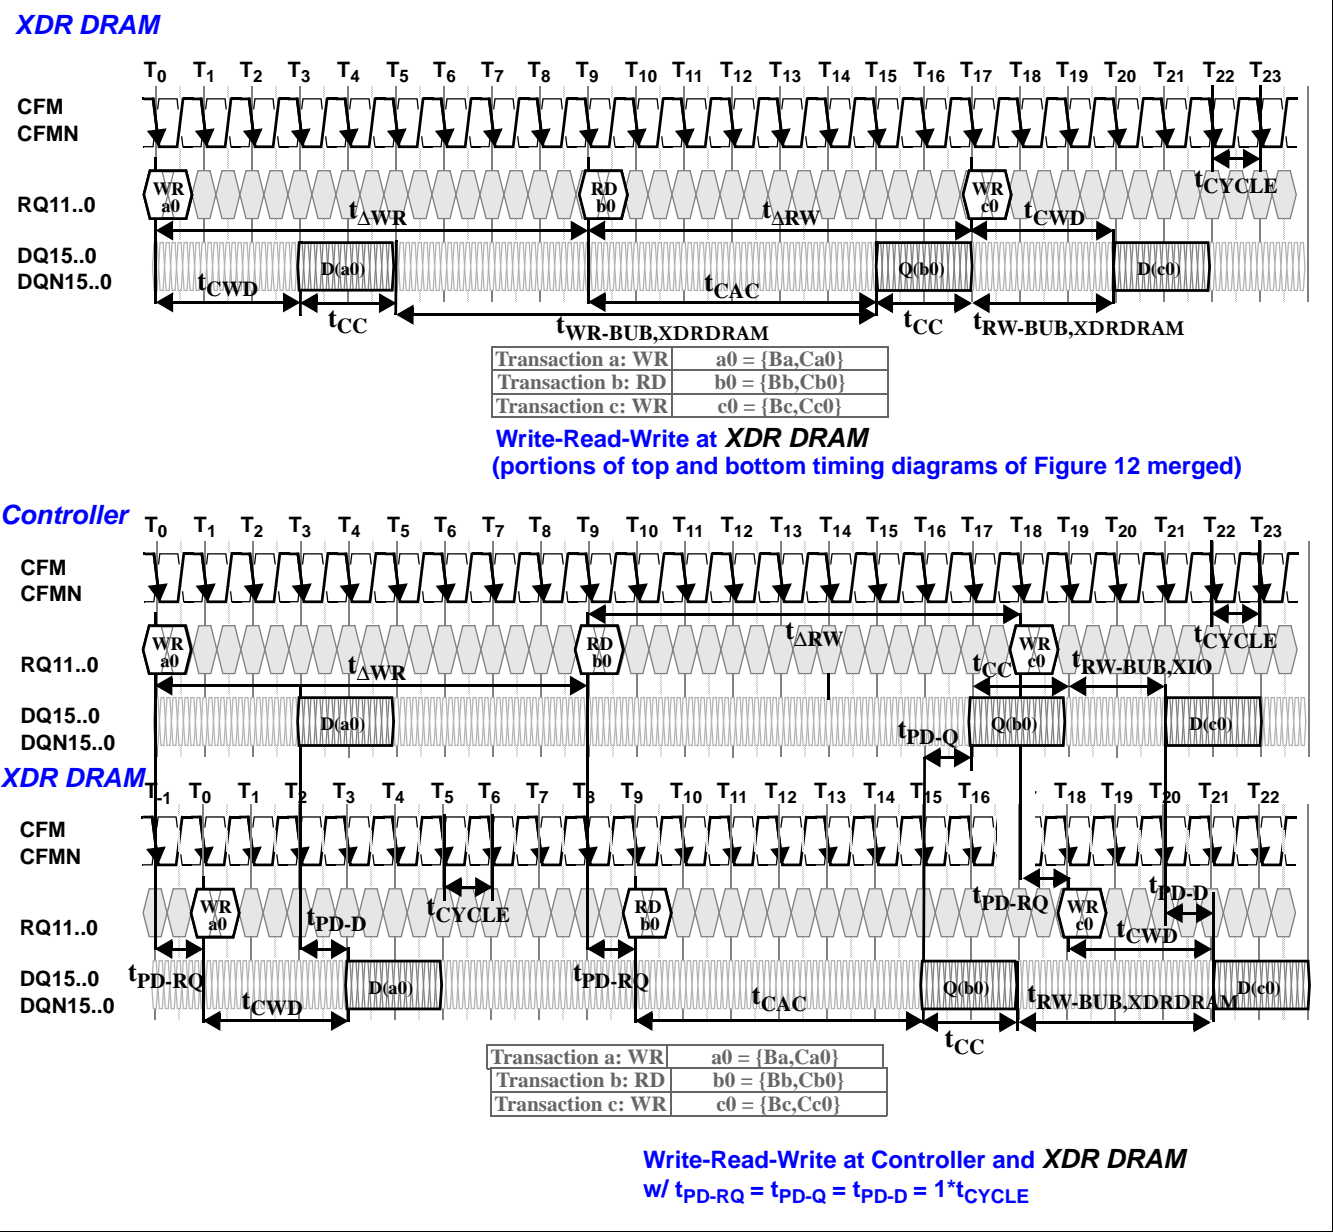 XDR DRAM
T0 T1 T2 T3 T4 T5 T6 T7 T8 T9 T10 T11 T12 T13 T14 T15 T16 T17 T18 T19 T20 T21 T22 T23
CFM
CFMN
tCYCLE
RQ11..0
WR a0
RD b0
WR c0
tΔWR
tΔRW
tCWD
DQ15..0
DQN15..0
D(a0)
Q(b0)
D(c0)
tCWD
tCAC
tCC
tWR-BUB,XDRDRAM
tCC
tRW-BUB,XDRDRAM
Transaction a: WR a0 = {Ba,Ca0}
Transaction b: RD b0 = {Bb,Cb0}
Transaction c: WR c0 = {Bc,Cc0}
Write-Read-Write at XDR DRAM
(portions of top and bottom timing diagrams of Figure 12 merged)
Controller
T0 T1 T2 T3 T4 T5 T6 T7 T8 T9 T10 T11 T12 T13 T14 T15 T16 T17 T18 T19 T20 T21 T22 T23
CFM
CFMN
tΔRW
tCYCLE
RQ11..0
WR a0
RD b0
WR c0
tΔWR
tCC
tRW-BUB,XIO
DQ15..0
DQN15..0
D(a0)
Q(b0)
D(c0)
tPD-Q
XDR DRAM
T-1 T0 T1 T2 T3 T4 T5 T6 T7 T8 T9 T10 T11 T12 T13 T14 T15 T16 T18 T19 T20 T21 T22
CFM
CFMN
tCYCLE
tPD-RQ
tPD-D
RQ11..0
WR a0
tPD-D
RD b0
WR c0
tCWD
tPD-RQ
tPD-RQ
DQ15..0
DQN15..0
D(a0)
Q(b0)
D(c0)
tCWD
tCAC
tRW-BUB,XDRDRAM
tCC
Transaction a: WR a0 = {Ba,Ca0}
Transaction b: RD b0 = {Bb,Cb0}
Transaction c: WR c0 = {Bc,Cc0}
Write-Read-Write at Controller and XDR DRAM
w/ tPD-RQ = tPD-Q = tPD-D = 1*tCYCLE